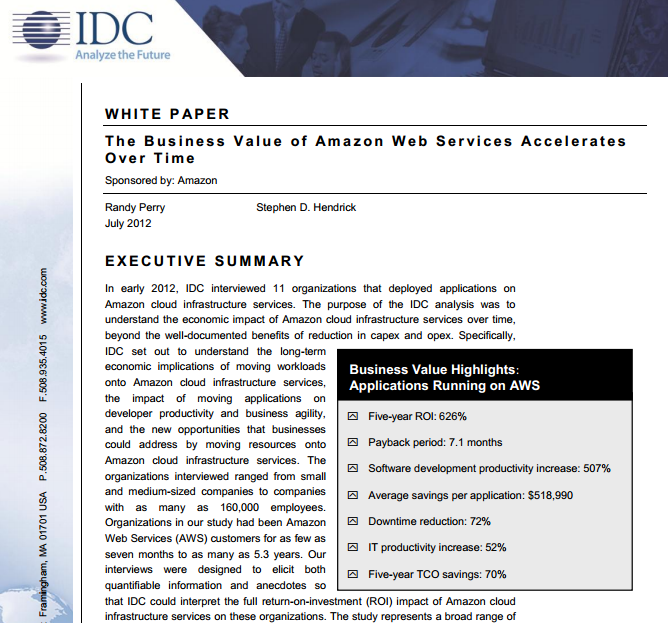 IDC
Analyze the Future
WHITE PAPER
The Business Value of Amazon Web Services Accelerates
Over Time
Sponsored by: Amazon
Randy Perry Stephen D. Hendrick
July 2012
EXECUTIVE SUMMARY
In early 2012, IDC interviewed 11 organizations that deployed applications on
Amazon cloud infrastructure services. The purpose of the IDC analysis was to
understand the economic impact of Amazon cloud infrastructure services over time,
beyond the well-documented benefits of reduction in capex and opex. Specifically,
IDC set out to understand the long-term
economic implications of moving workloads
onto Amazon cloud infrastructure services,
the impact of moving applications on
developer productivity and business agility,
and the new opportunities that businesses
could address by moving resources onto
Amazon cloud infrastructure services. The
organizations interviewed ranged from small
and medium-sized companies to companies
with as many as 160,000 employees.
Organizations in our study had been Amazon
Web Services (AWS) customers for as few as
seven months to as many as 5.3 years. Our
interviews were designed to elicit both
quantifiable information and anecdotes so
that IDC could interpret the full return-on-investment (ROI) impact of Amazon cloud
infrastructure services on these organizations. The study represents a broad range of
Business Value Highlights:
Applications Running on AWS
Five-year ROI: 626%
Payback period: 7.1 months
Software development productivity increase: 507%
Average savings per application: $518,990
Downtime reduction: 72%
IT productivity increase: 52%
Five-year TCO savings: 70%
Framingham, MA 01701 USA P.508.872.8200 F.508.935.4015 www.idc.com